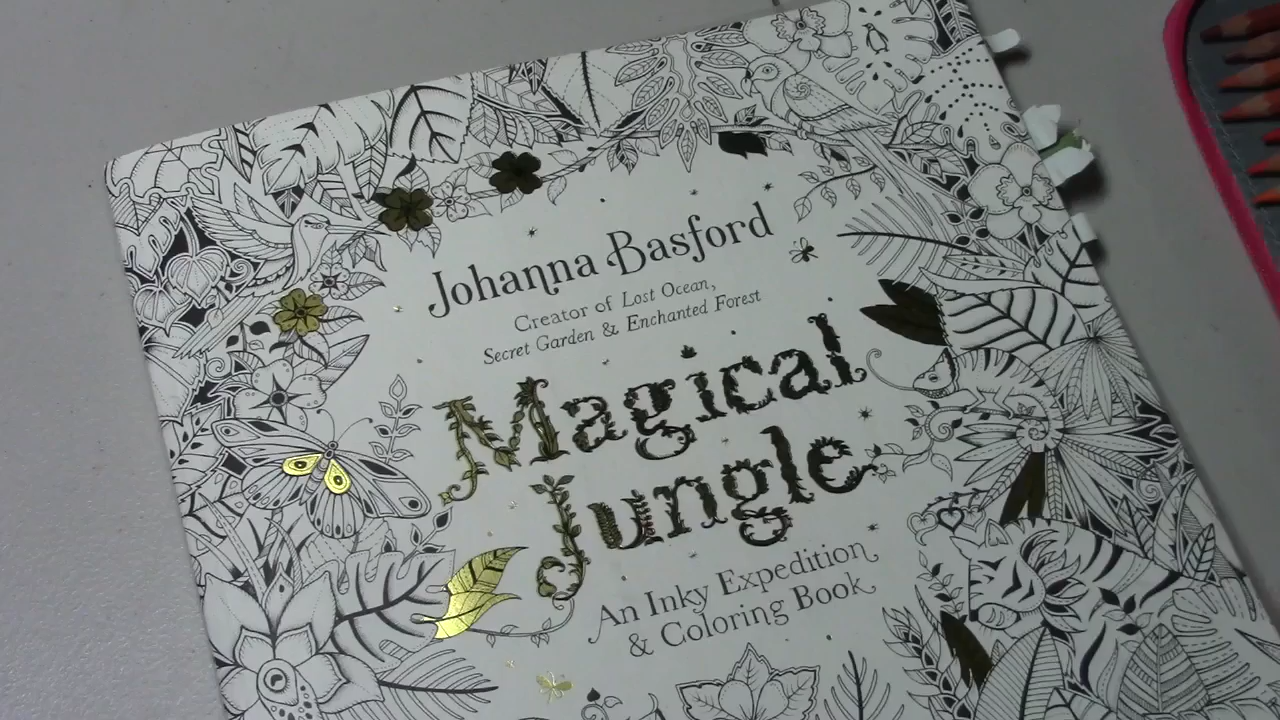 Johanna Basford
Creator of Lost Ocean,
Secret Garden & Enchanted Forest
Magical
Jungle
An Inky Expedition
& Coloring Book